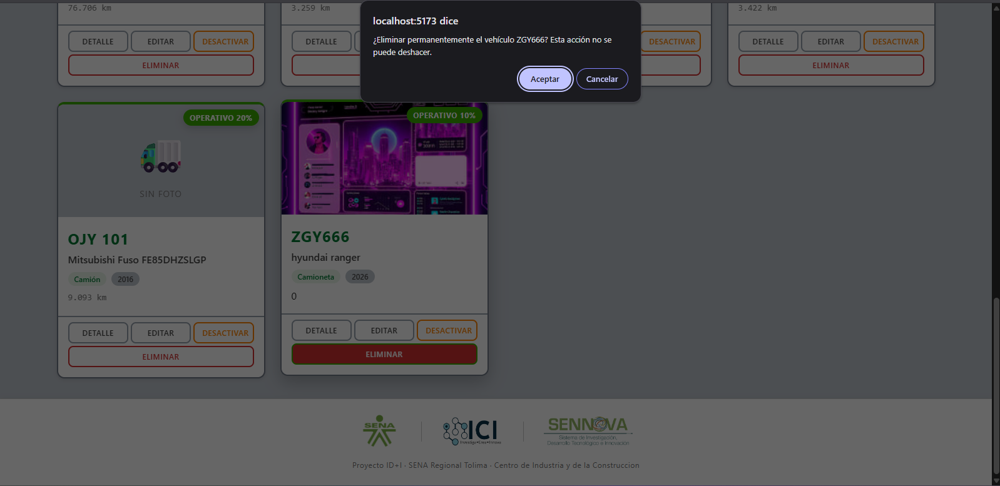 76.706 km
3.259 km
3.422 km
localhost:5173 dice
¿Eliminar permanentemente el vehículo ZGY666? Esta acción no se
puede deshacer.
Aceptar
Cancelar
DETALLE
EDITAR
DESACTIVAR
DETALLE
DESACTIVAR
DETALLE
EDITAR
DESACTIVAR
ELIMINAR
ELIMINAR
OPERATIVO 20%
SIN FOTO
OJY 101
Mitsubishi Fuso FE85DHZSLGP
Camión
2016
9.093 km
DETALLE
EDITAR
DESACTIVAR
ELIMINAR
OPERATIVO 10%
ZGY666
hyundai ranger
Camioneta
2026
0
DETALLE
EDITAR
DESACTIVAR
ELIMINAR
SENA
ICI
Investiga•Crea•Innova
SENNOVA
Sistema de Investigación,
Desarrollo Tecnológico e Innovación
Proyecto ID+I · SENA Regional Tolima · Centro de Industria y de la Construccion